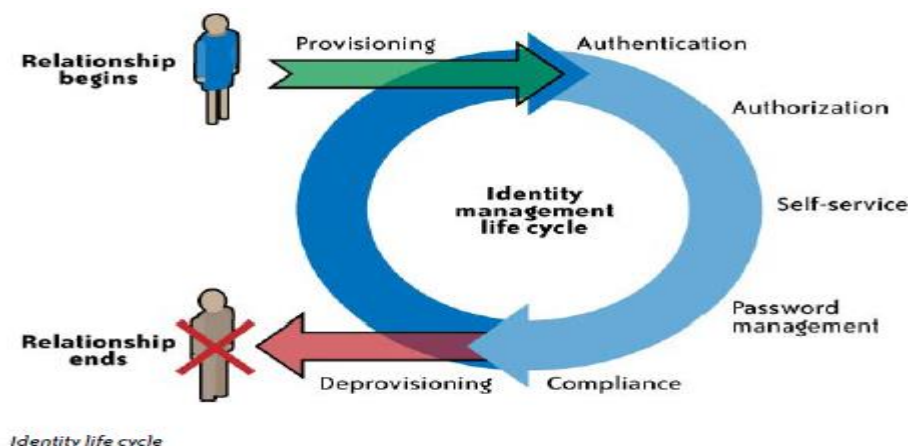 Provisioning
Authentication
Relationship
begins
Authorization
Identity
management
life cycle
Self-service
Password
management
Relationship
ends
Deprovisioning
Compliance
Identity life cycle